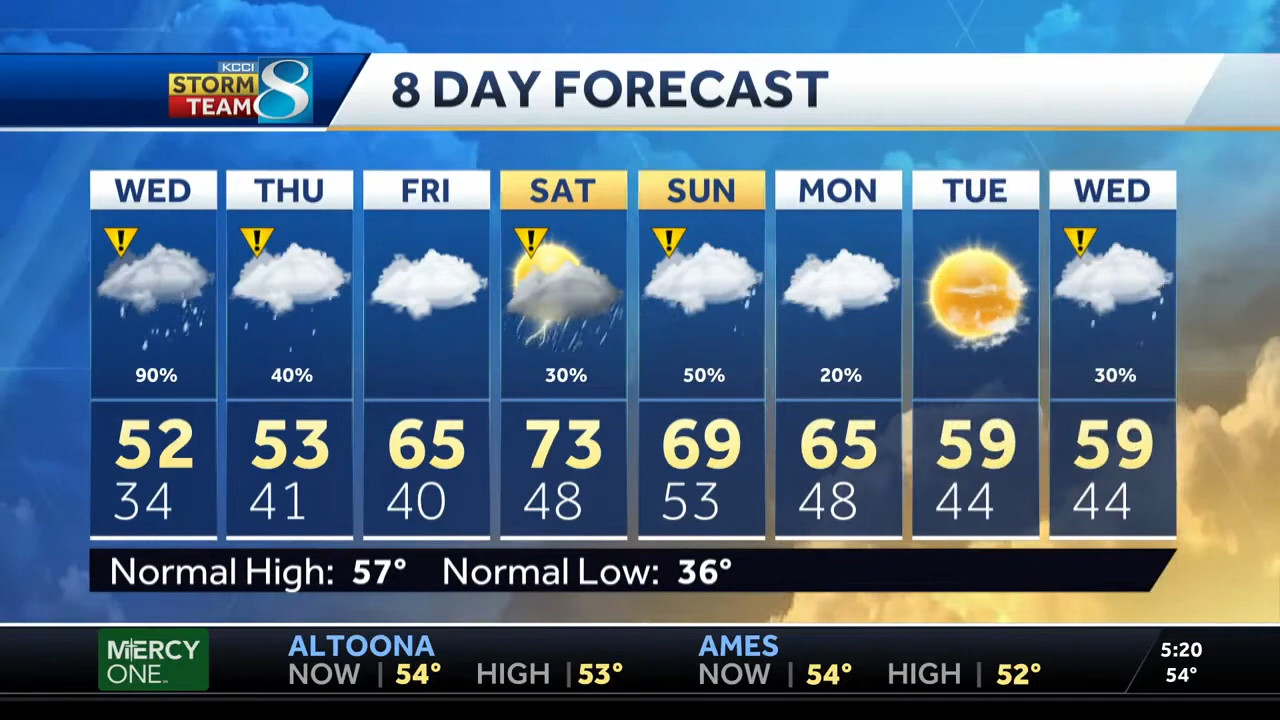 KCCI
STORM
TEAM 8
8 DAY FORECAST
WED THU FRI SAT SUN MON TUE WED
! ! ! ! !
90% 40% 30% 50% 20% 30%
52 53 65 73 69 65 59 59
34 41 40 48 53 48 44 44
Normal High: 57° Normal Low: 36°
MERCY
ONE
ALTOONA
NOW | 54° HIGH | 53°
AMES
NOW | 54° HIGH | 52°
5:20
54°